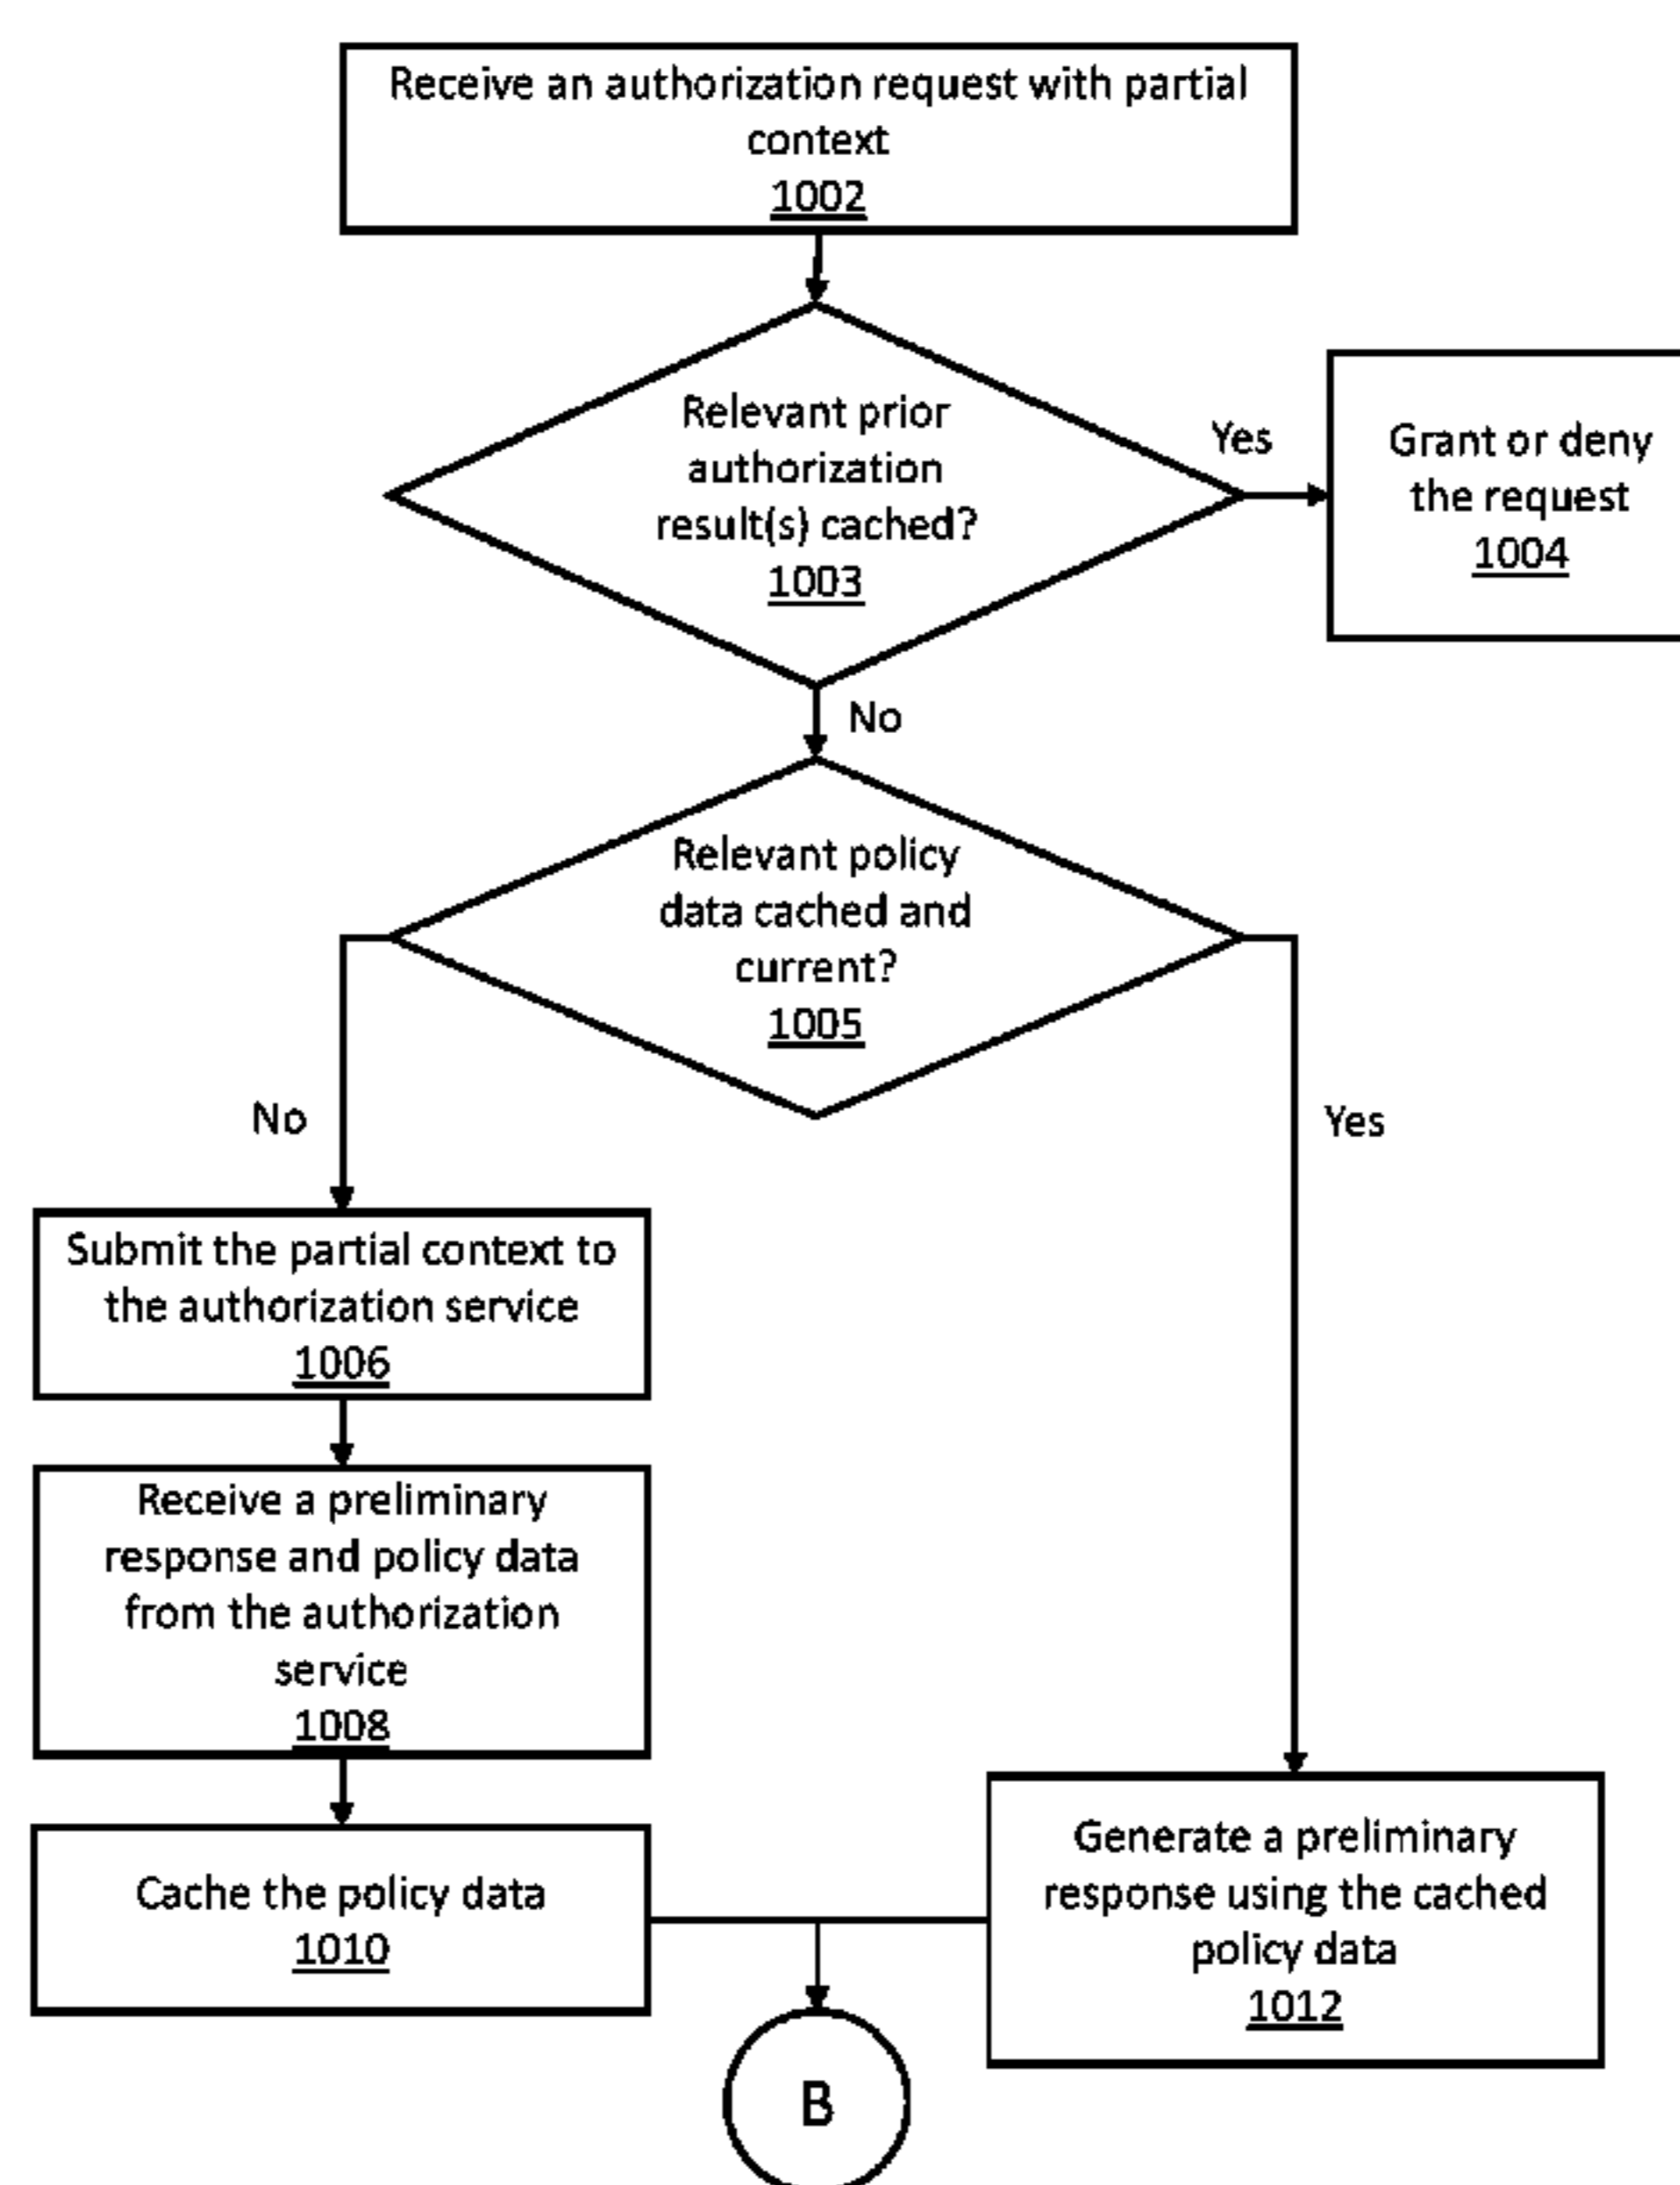 Receive an authorization request with partial
context
1002
Relevant prior
authorization
result(s) cached?
1003
Yes
Grant or deny
the request
1004
No
Relevant policy
data cached and
current?
1005
No
Yes
Submit the partial context to
the authorization service
1006
Receive a preliminary
response and policy data
from the authorization
service
1008
Cache the policy data
1010
Generate a preliminary
response using the cached
policy data
1012
B